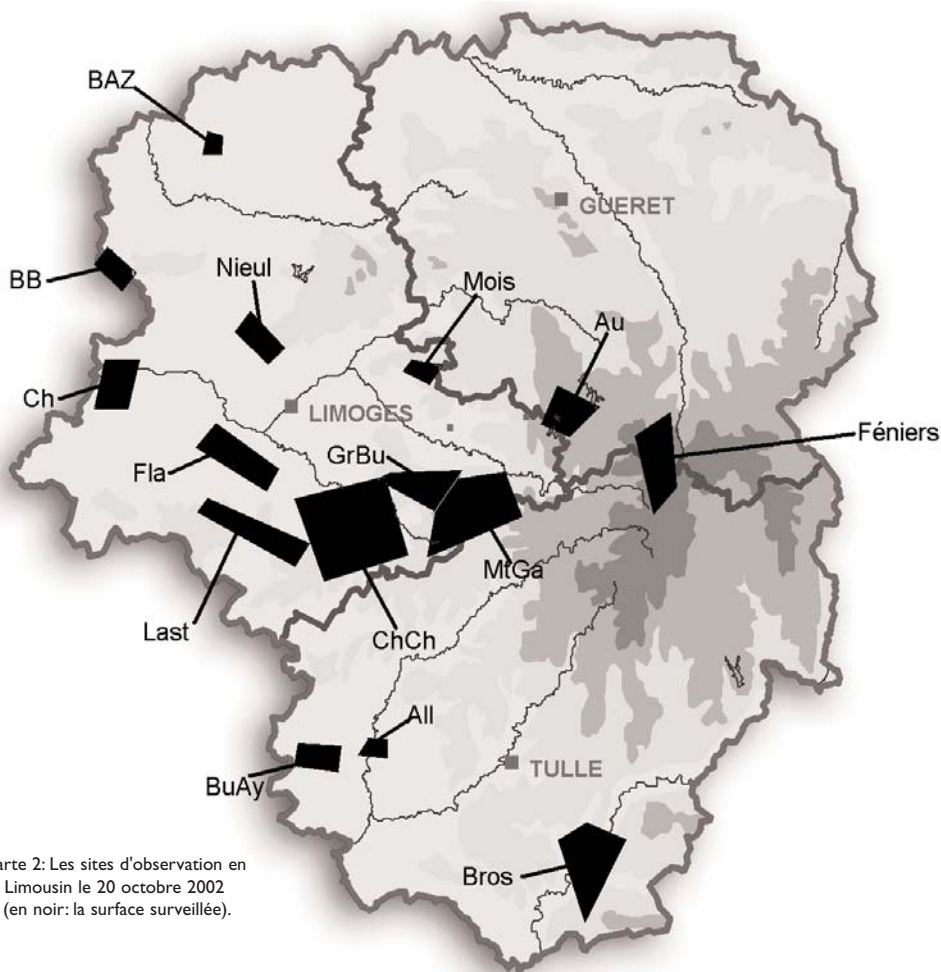 BAZ
GUERET
BB
Nieul
Mois
Au
Ch
LIMOGES
Féniers
Fla
GrBu
MtGa
Last
ChCh
All
BuAy
TULLE
Bros
arte 2: Les sites d'observation en
Limousin le 20 octobre 2002
(en noir: la surface surveillée).